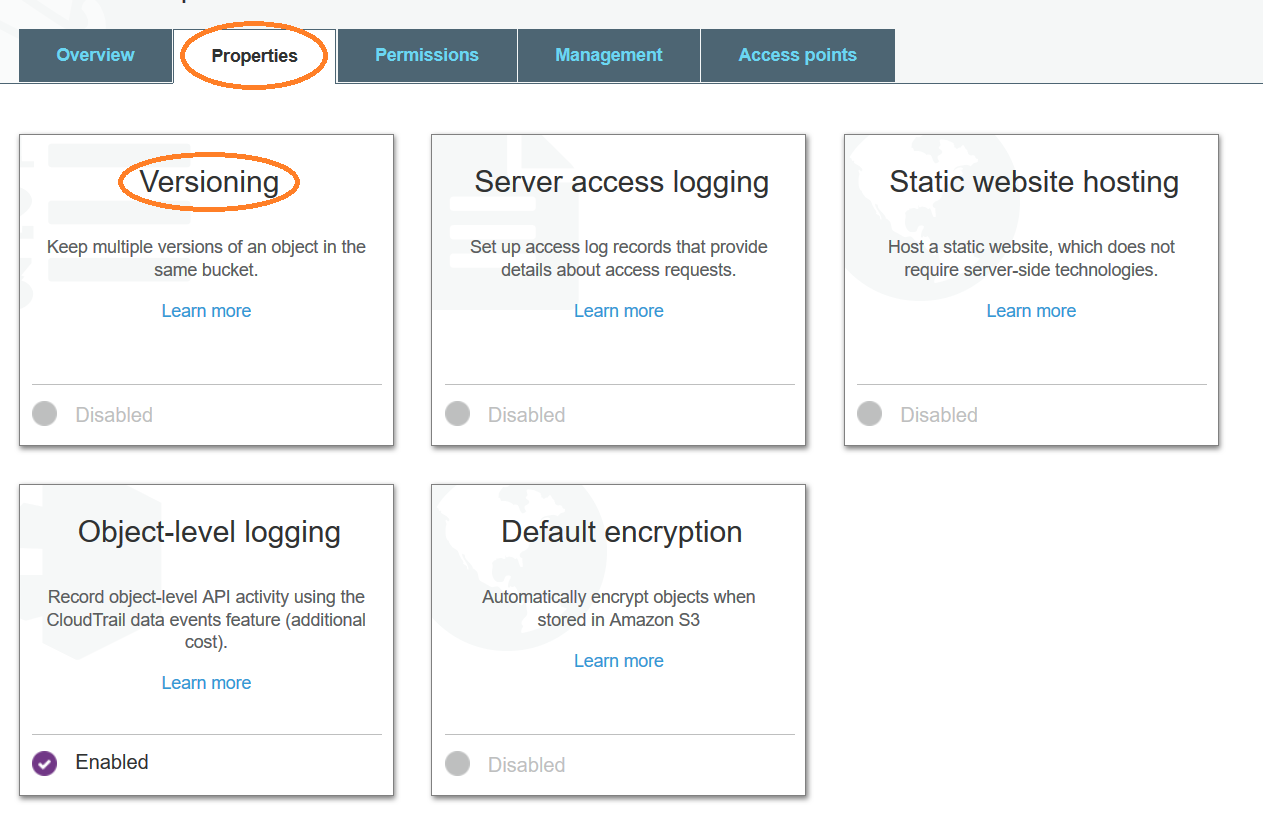 Overview
Properties
Permissions
Management
Access points
Versioning
Keep multiple versions of an object in the
same bucket.
Learn more
Disabled
Server access logging
Set up access log records that provide
details about access requests.
Learn more
Disabled
Static website hosting
Host a static website, which does not
require server-side technologies.
Learn more
Disabled
Object-level logging
Record object-level API activity using the
CloudTrail data events feature (additional
cost).
Learn more
Enabled
Default encryption
Automatically encrypt objects when
stored in Amazon S3
Learn more
Disabled